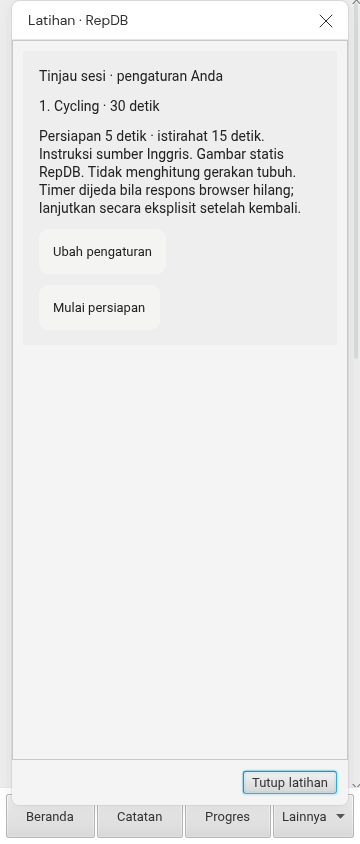 Latihan · RepDB
Tinjau sesi · pengaturan Anda
1. Cycling · 30 detik
Persiapan 5 detik · istirahat 15 detik.
Instruksi sumber Inggris. Gambar statis
RepDB. Tidak menghitung gerakan tubuh.
Timer dijeda bila respons browser hilang;
lanjutkan secara eksplisit setelah kembali.
Ubah pengaturan
Mulai persiapan
Tutup latihan
Beranda
Catatan
Progres
Lainnya